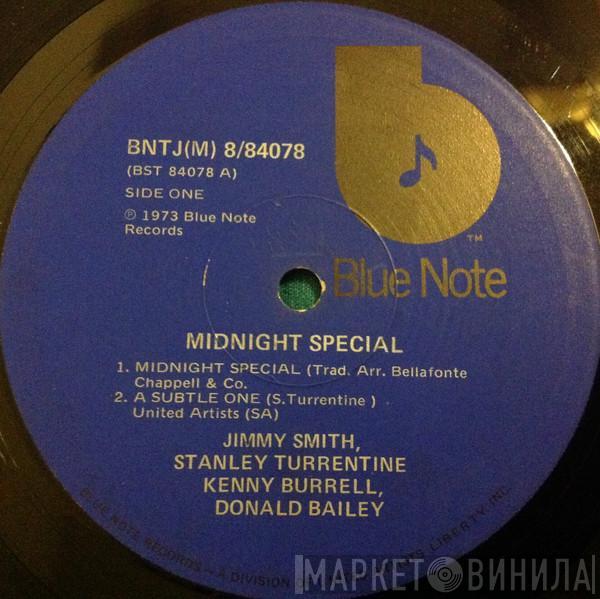 BNTJ(M) 8/84078
(BST 84078 A)
SIDE ONE
℗ 1973 Blue Note
Records
TM
Blue Note
MIDNIGHT SPECIAL
1. MIDNIGHT SPECIAL (Trad. Arr. Bellafonte
Chappell & Co.
2. A SUBTLE ONE (S.Turrentine )
United Artists (SA)
JIMMY SMITH,
STANLEY TURRENTINE
KENNY BURRELL,
DONALD BAILEY
BLUE NOTE RECORDS – A DIVISION OF LIBERTY, INC.
МАРКЕТ ВИНИЛА